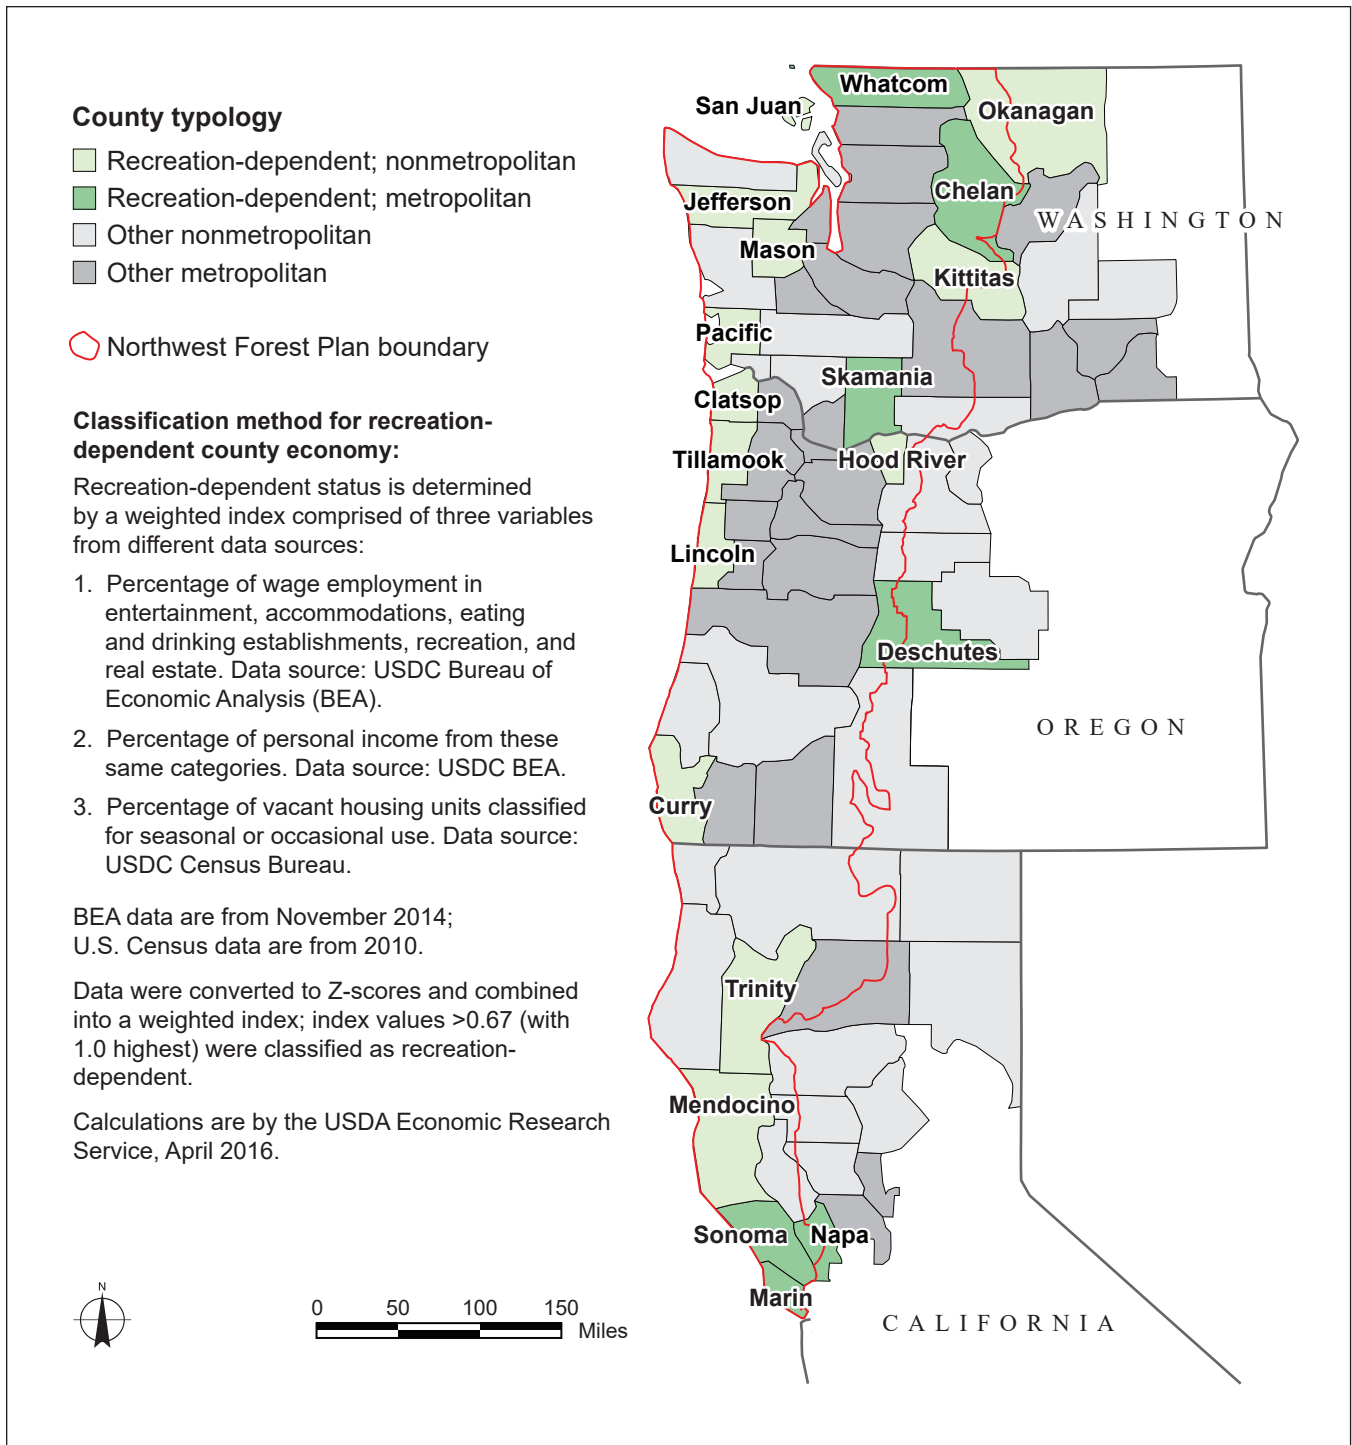 County typology
Recreation-dependent; nonmetropolitan
Recreation-dependent; metropolitan
Other nonmetropolitan
Other metropolitan
Northwest Forest Plan boundary
Classification method for recreation-
dependent county economy:
Recreation-dependent status is determined
by a weighted index comprised of three variables
from different data sources:
1. Percentage of wage employment in
entertainment, accommodations, eating
and drinking establishments, recreation, and
real estate. Data source: USDC Bureau of
Economic Analysis (BEA).
2. Percentage of personal income from these
same categories. Data source: USDC BEA.
3. Percentage of vacant housing units classified
for seasonal or occasional use. Data source:
USDC Census Bureau.
BEA data are from November 2014;
U.S. Census data are from 2010.
Data were converted to Z-scores and combined
into a weighted index; index values >0.67 (with
1.0 highest) were classified as recreation-
dependent.
Calculations are by the USDA Economic Research
Service, April 2016.
N
0 50 100 150
Miles
Whatcom
San Juan
Okanagan
Jefferson
Chelan
WASHINGTON
Mason
Kittitas
Pacific
Skamania
Clatsop
Tillamook
Hood River
Lincoln
Deschutes
OREGON
Curry
Trinity
Mendocino
Sonoma
Napa
Marin
CALIFORNIA